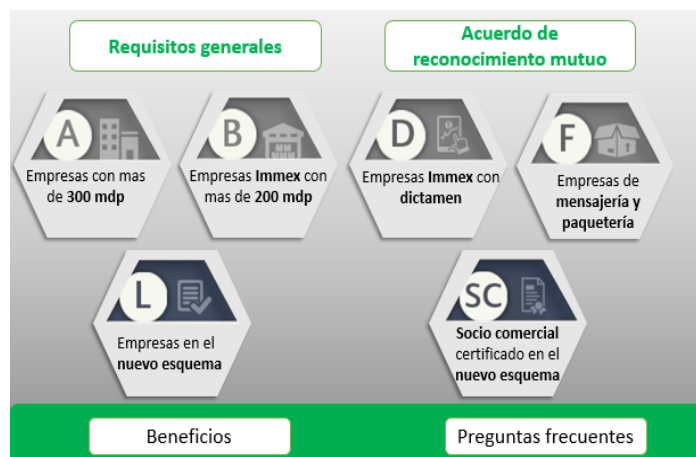 Requisitos generales
Acuerdo de
reconocimiento mutuo
A
Empresas con mas
de 300 mdp
B
Empresas Immex con
mas de 200 mdp
D
Empresas Immex con
dictamen
F
Empresas de
mensajería y
paquetería
L
Empresas en el
nuevo esquema
SC
Socio comercial
certificado en el
nuevo esquema
Beneficios
Preguntas frecuentes